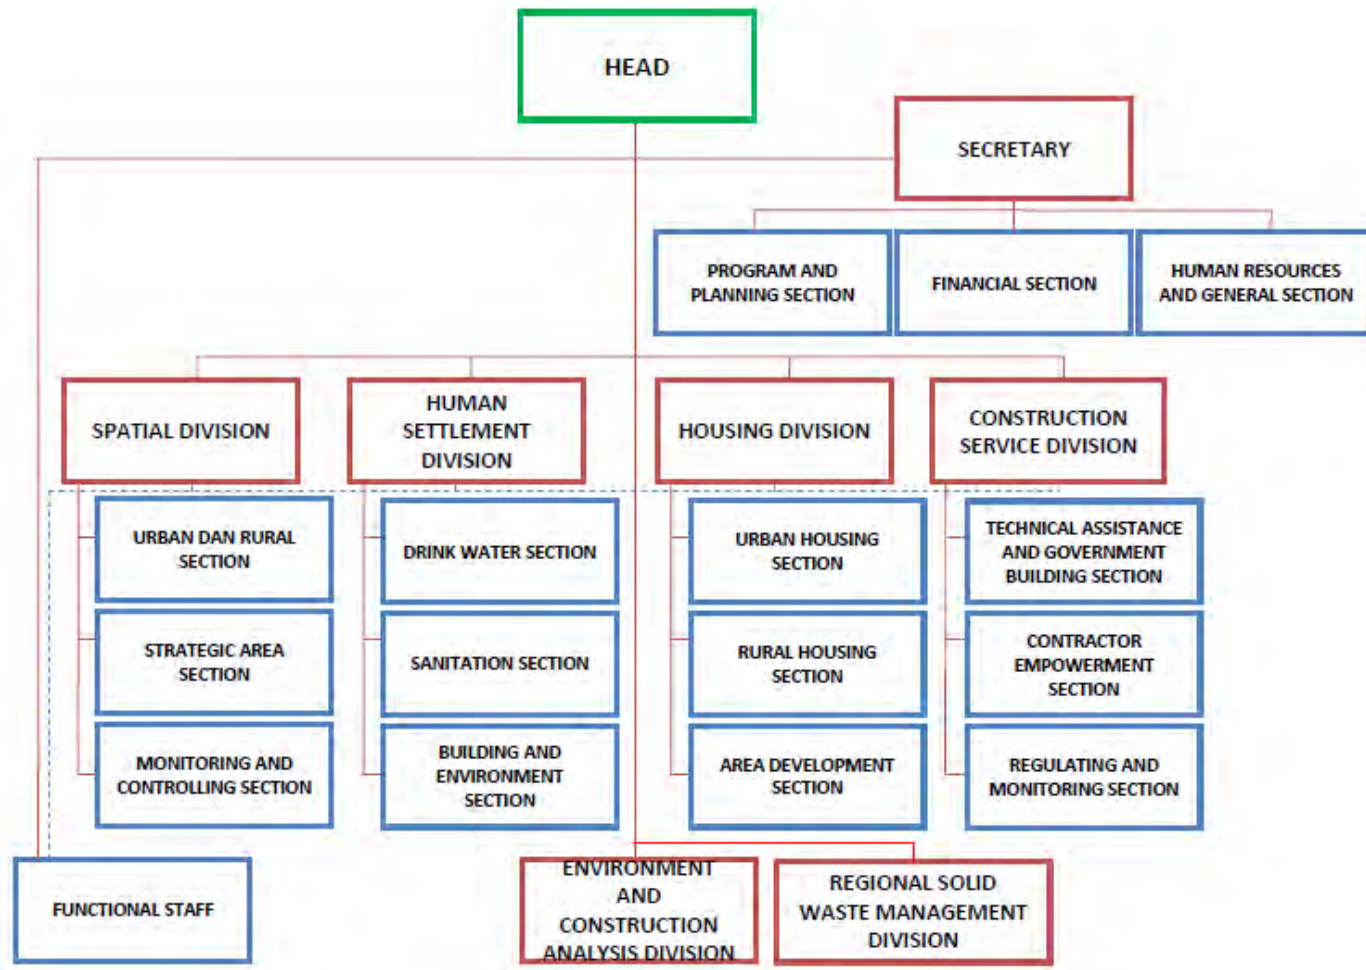 HEAD
SECRETARY
PROGRAM AND
PLANNING SECTION
FINANCIAL SECTION
HUMAN RESOURCES
AND GENERAL SECTION
SPATIAL DIVISION
HUMAN
SETTLEMENT
DIVISION
HOUSING DIVISION
CONSTRUCTION
SERVICE DIVISION
URBAN DAN RURAL
SECTION
DRINK WATER SECTION
URBAN HOUSING
SECTION
TECHNICAL ASSISTANCE
AND GOVERNMENT
BUILDING SECTION
STRATEGIC AREA
SECTION
SANITATION SECTION
RURAL HOUSING
SECTION
CONTRACTOR
EMPOWERMENT
SECTION
MONITORING AND
CONTROLLING SECTION
BUILDING AND
ENVIRONMENT
SECTION
AREA DEVELOPMENT
SECTION
REGULATING AND
MONITORING SECTION
FUNCTIONAL STAFF
ENVIRONMENT
AND
CONSTRUCTION
ANALYSIS DIVISION
REGIONAL SOLID
WASTE MANAGEMENT
DIVISION